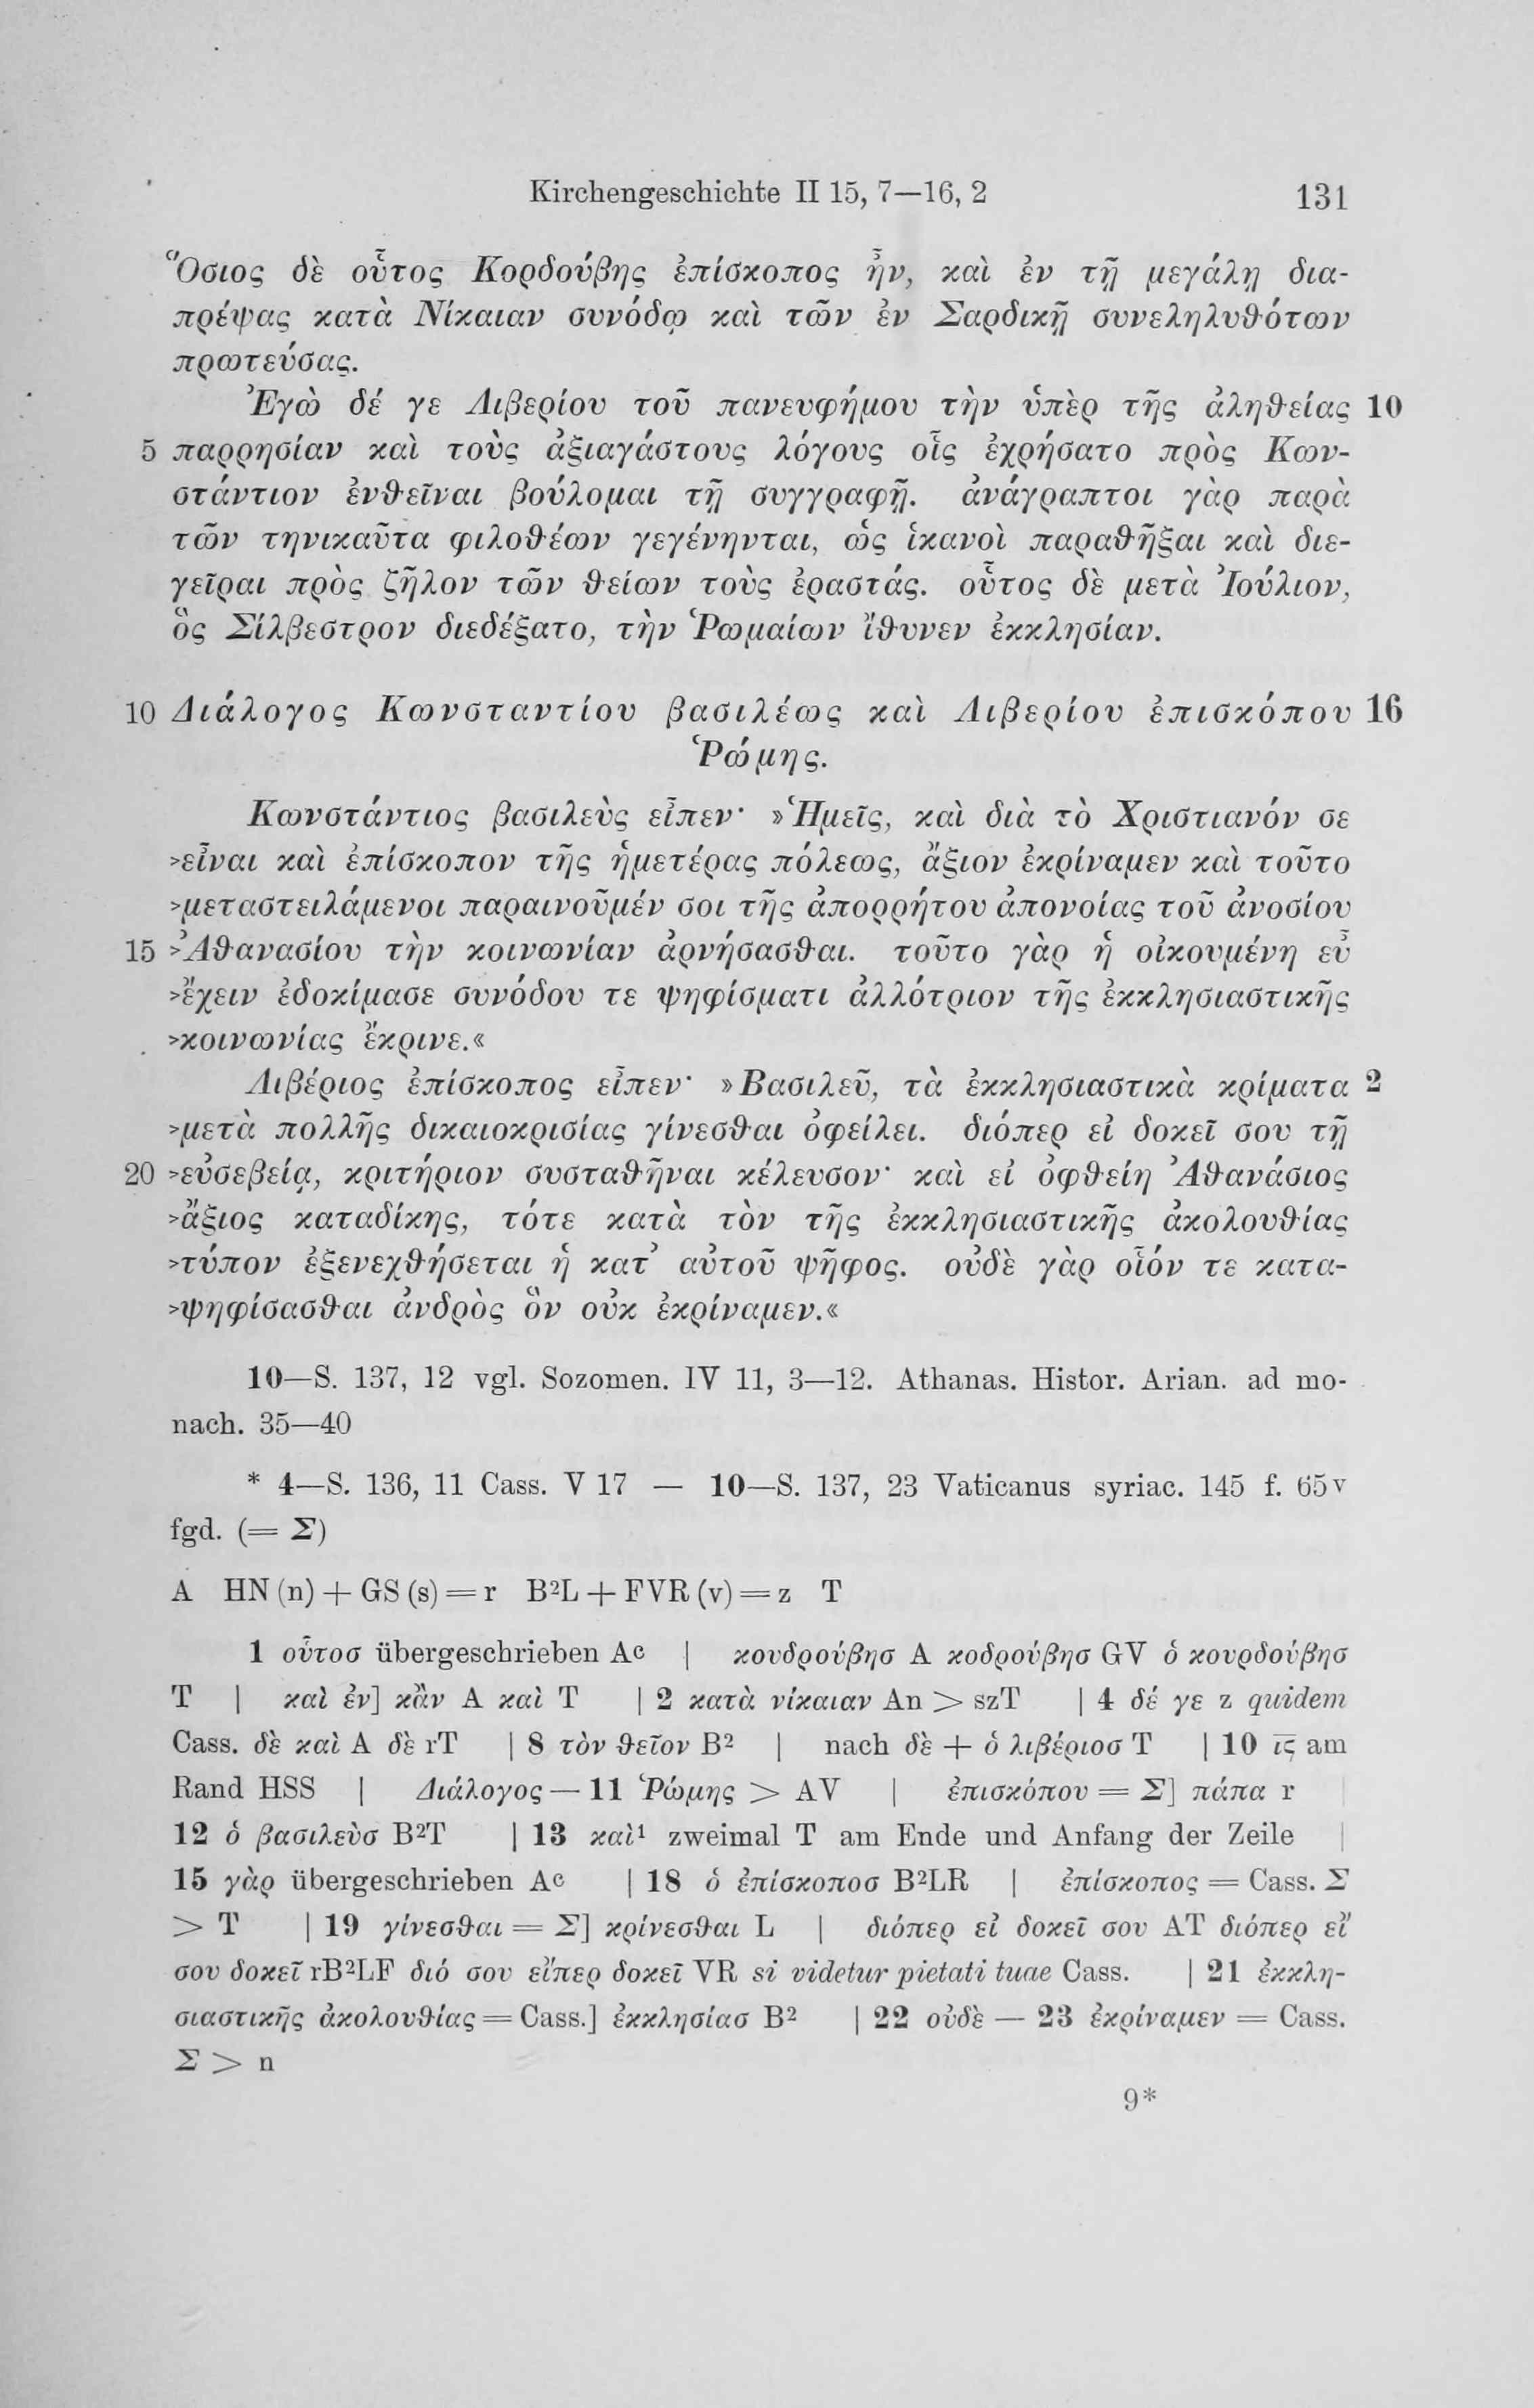 Kirchengeschichte II 15, 7—16, 2 131
Ὅσιος δὲ οὗτος Κορδούβης ἐπίσκοπος ἦν, καὶ ἐν τῇ μεγάλῃ δια-
πρέψας κατὰ Νίκαιαν συνόδῳ καὶ τῶν ἐν Σαρδικῇ συνεληλυθότων
πρωτεύσας.
Ἐγὼ δέ γε Λιβερίου τοῦ πανευφήμου τὴν ὑπὲρ τῆς ἀληθείας 10
5 παρρησίαν καὶ τοὺς ἀξιαγάστους λόγους οἷς ἐχρήσατο πρὸς Κων-
στάντιον ἐνθεῖναι βούλομαι τῇ συγγραφῇ. ἀνάγραπτοι γὰρ παρὰ
τῶν τηνικαῦτα φιλοθέων γεγένηνται, ὡς ἱκανοὶ παραθῆξαι καὶ διε-
γεῖραι πρὸς ζῆλον τῶν θείων τοὺς ἐραστάς. οὗτος δὲ μετὰ Ἰούλιον,
ὃς Σίλβεστρον διεδέξατο, τὴν Ῥωμαίων ἴθυνεν ἐκκλησίαν.
10 Διάλογος Κωνσταντίου βασιλέως καὶ Λιβερίου ἐπισκόπου 16
Ῥώμης.
Κωνστάντιος βασιλεὺς εἶπεν· »Ἡμεῖς, καὶ διὰ τὸ Χριστιανόν σε
>εἶναι καὶ ἐπίσκοπον τῆς ἡμετέρας πόλεως, ἄξιον ἐκρίναμεν καὶ τοῦτο
>μεταστειλάμενοι παραινοῦμέν σοι τῆς ἀπορρήτου ἀπονοίας τοῦ ἀνοσίου
15 >Ἀθανασίου τὴν κοινωνίαν ἀρνήσασθαι. τοῦτο γὰρ ἡ οἰκουμένη εὖ
>ἔχειν ἐδοκίμασε συνόδου τε ψηφίσματι ἀλλότριον τῆς ἐκκλησιαστικῆς
>κοινωνίας ἔκρινε.«
Λιβέριος ἐπίσκοπος εἶπεν· »Βασιλεῦ, τὰ ἐκκλησιαστικὰ κρίματα 2
>μετὰ πολλῆς δικαιοκρισίας γίνεσθαι ὀφείλει. διόπερ εἰ δοκεῖ σου τῇ
20 >εὐσεβείᾳ, κριτήριον συσταθῆναι κέλευσον· καὶ εἰ ὀφθείη Ἀθανάσιος
>ἄξιος καταδίκης, τότε κατὰ τὸν τῆς ἐκκλησιαστικῆς ἀκολουθίας
>τύπον ἐξενεχθήσεται ἡ κατ᾽ αὐτοῦ ψῆφος. οὐδὲ γὰρ οἷόν τε κατα-
>ψηφίσασθαι ἀνδρὸς ὃν οὐκ ἐκρίναμεν.«
10—S. 137, 12 vgl. Sozomen. IV 11, 3—12. Athanas. Histor. Arian. ad mo-
nach. 35—40
* 4—S. 136, 11 Cass. V 17 — 10—S. 137, 23 Vaticanus syriac. 145 f. 65v
fgd. (= Σ)
A HN (n) + GS (s) = r B²L + FVR (v) = z T
1 οὗτοσ übergeschrieben Aᶜ | κουδρούβησ A κοδρούβησ GV ὁ κουρδούβησ
T | καὶ ἐν] κἂν A καὶ T | 2 κατὰ νίκαιαν An > szT | 4 δέ γε z quidem
Cass. δὲ καὶ A δὲ rT | 8 τὸν θεῖον B² | nach δὲ + ὁ λιβέριοσ T | 10 ις am
Rand HSS | Διάλογος — 11 Ῥώμης > AV | ἐπισκόπου = Σ] πάπα r
12 ὁ βασιλεὺσ B²T | 13 καὶ¹ zweimal T am Ende und Anfang der Zeile |
15 γὰρ übergeschrieben Aᶜ | 18 ὁ ἐπίσκοποσ B²LR | ἐπίσκοπος = Cass. Σ
> T | 19 γίνεσθαι = Σ] κρίνεσθαι L | διόπερ εἰ δοκεῖ σου AT διόπερ εἴ
σου δοκεῖ rB²LF διό σου εἴπερ δοκεῖ VR si videtur pietati tuae Cass. | 21 ἐκκλη-
σιαστικῆς ἀκολουθίας = Cass.] ἐκκλησίασ B² | 22 οὐδὲ — 23 ἐκρίναμεν = Cass.
Σ > n
9*